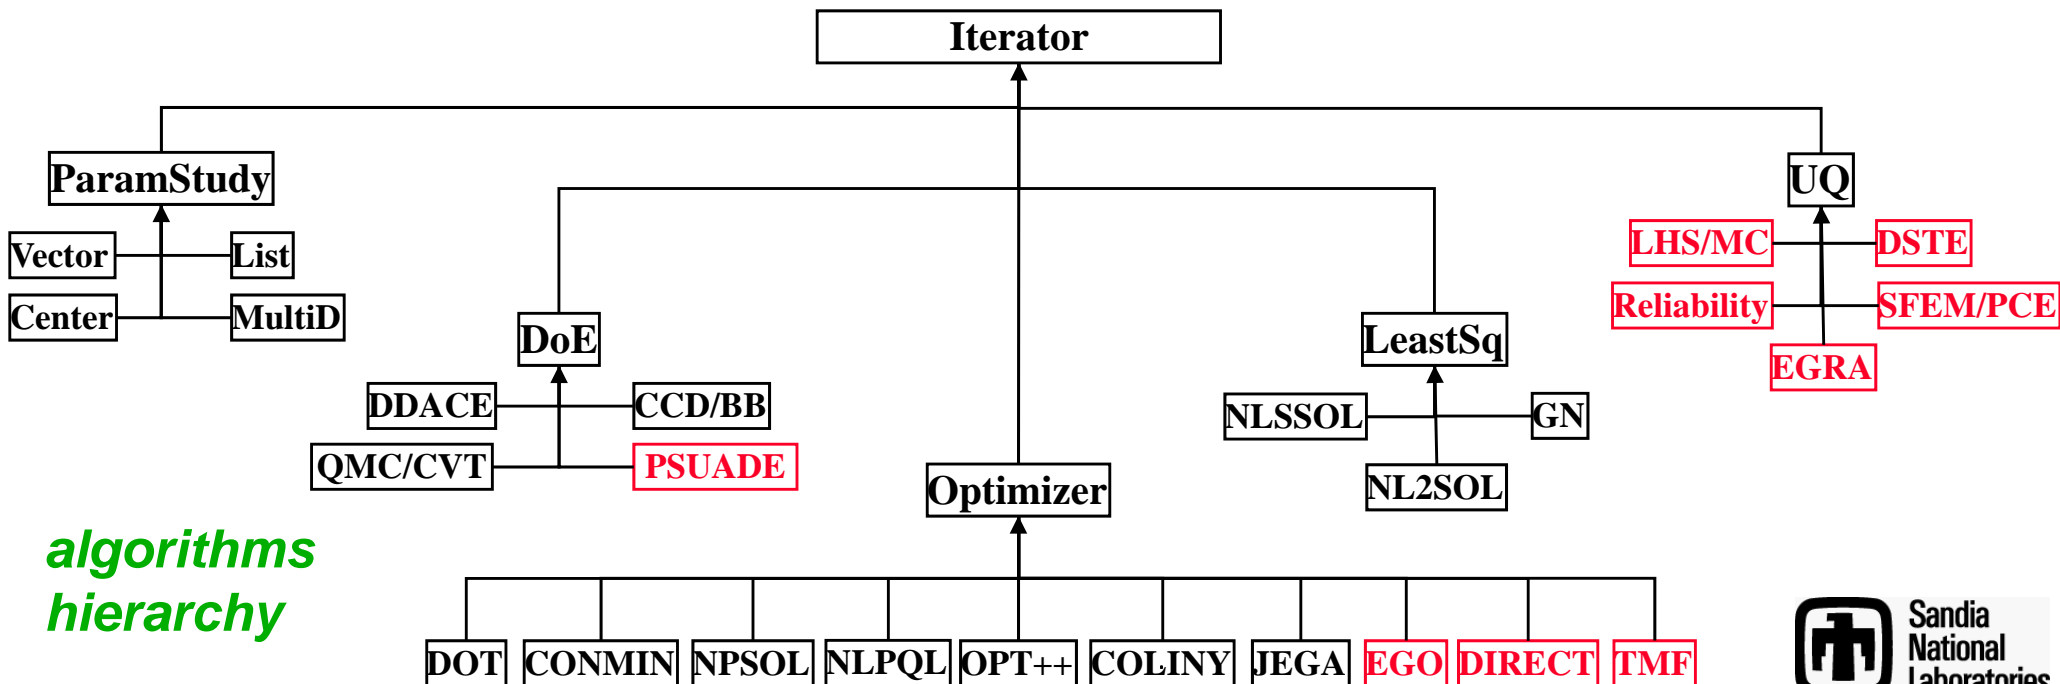 Iterator
ParamStudy
UQ
Vector
List
LHS/MC
DSTE
Center
MultiD
Reliability
SFEM/PCE
DoE
LeastSq
EGRA
DDACE
CCD/BB
NLSSOL
GN
QMC/CVT
PSUADE
Optimizer
NL2SOL
algorithms
hierarchy
DOT
CONMIN
NPSOL
NLPQL
OPT++
COLINY
JEGA
EGO
DIRECT
TMF
Sandia
National
Laboratories